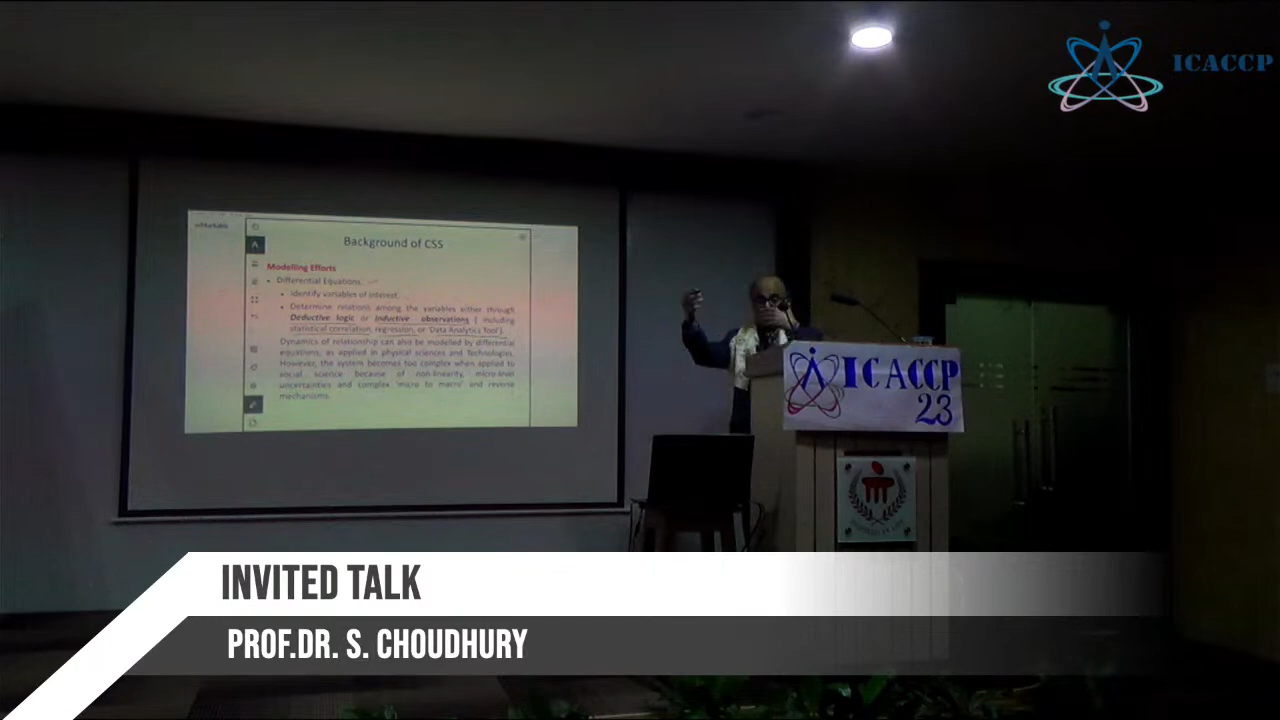 ICACCP
Background of CSS
Modelling Efforts
• Differential Equations.
• Identify variables of interest.
• Determine relations among the variables either through
Deductive logic or Inductive observations ( including
statistical correlation, regression, or 'Data Analytics Tool').
Dynamics of relationship can also be modelled by differential
equations, as applied in physical sciences and Technologies.
However, the system becomes too complex when applied to
social science because of non-linearity, micro-level
uncertainties and complex 'micro to macro' and reverse
mechanisms.
ICACCP
23
INVITED TALK
PROF.DR. S. CHOUDHURY